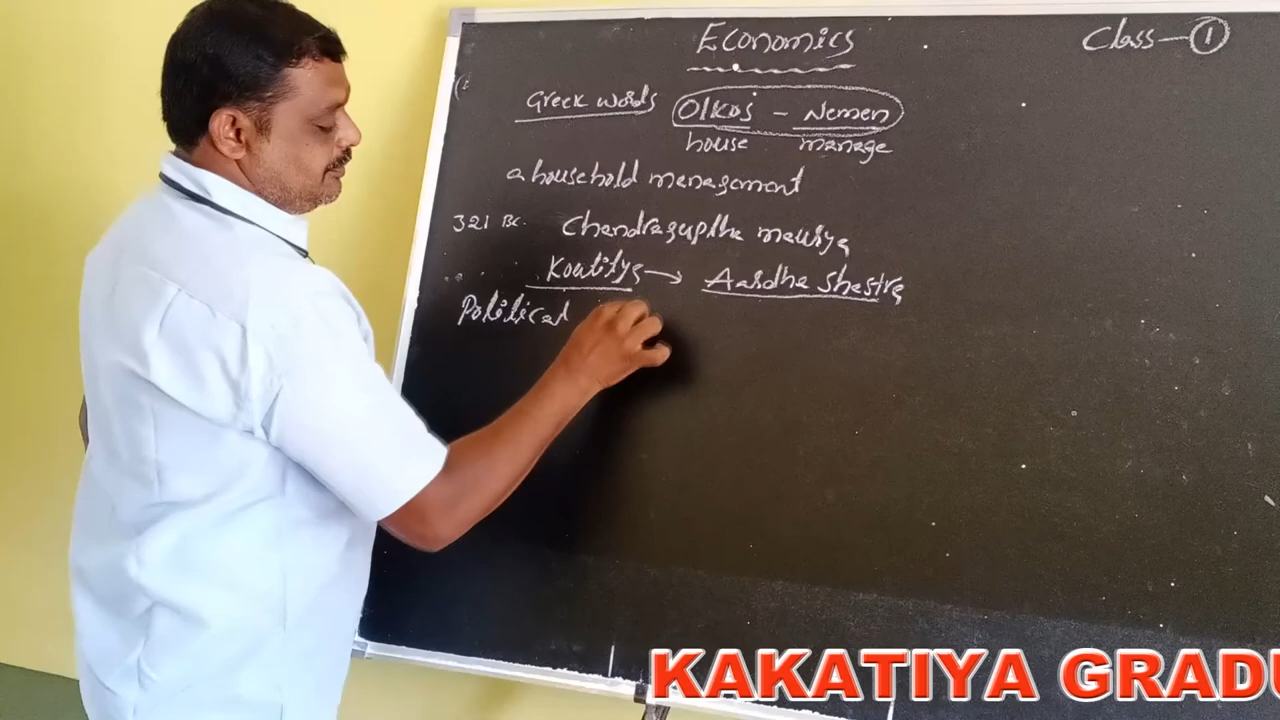 Economics
Class-①
Greek words Oikos - Nemen
house manage
a household management
321 BC. Chandraguptha mauriya
Koutilya → Aardha Shastra
Political
KAKATIYA GRADU